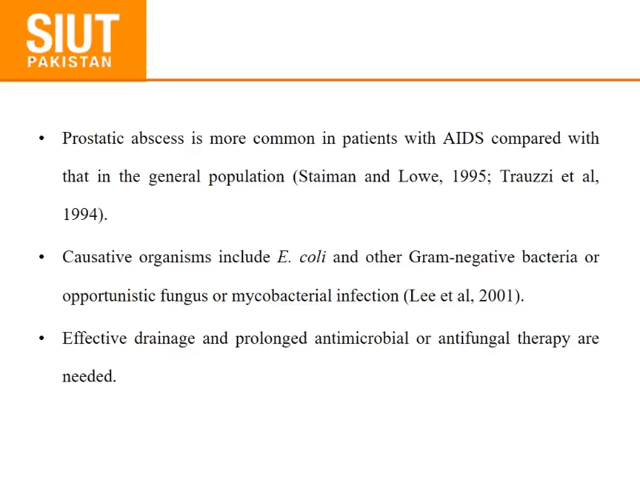 SIUT
PAKISTAN
• Prostatic abscess is more common in patients with AIDS compared with
that in the general population (Staiman and Lowe, 1995; Trauzzi et al,
1994).
• Causative organisms include E. coli and other Gram-negative bacteria or
opportunistic fungus or mycobacterial infection (Lee et al, 2001).
• Effective drainage and prolonged antimicrobial or antifungal therapy are
needed.